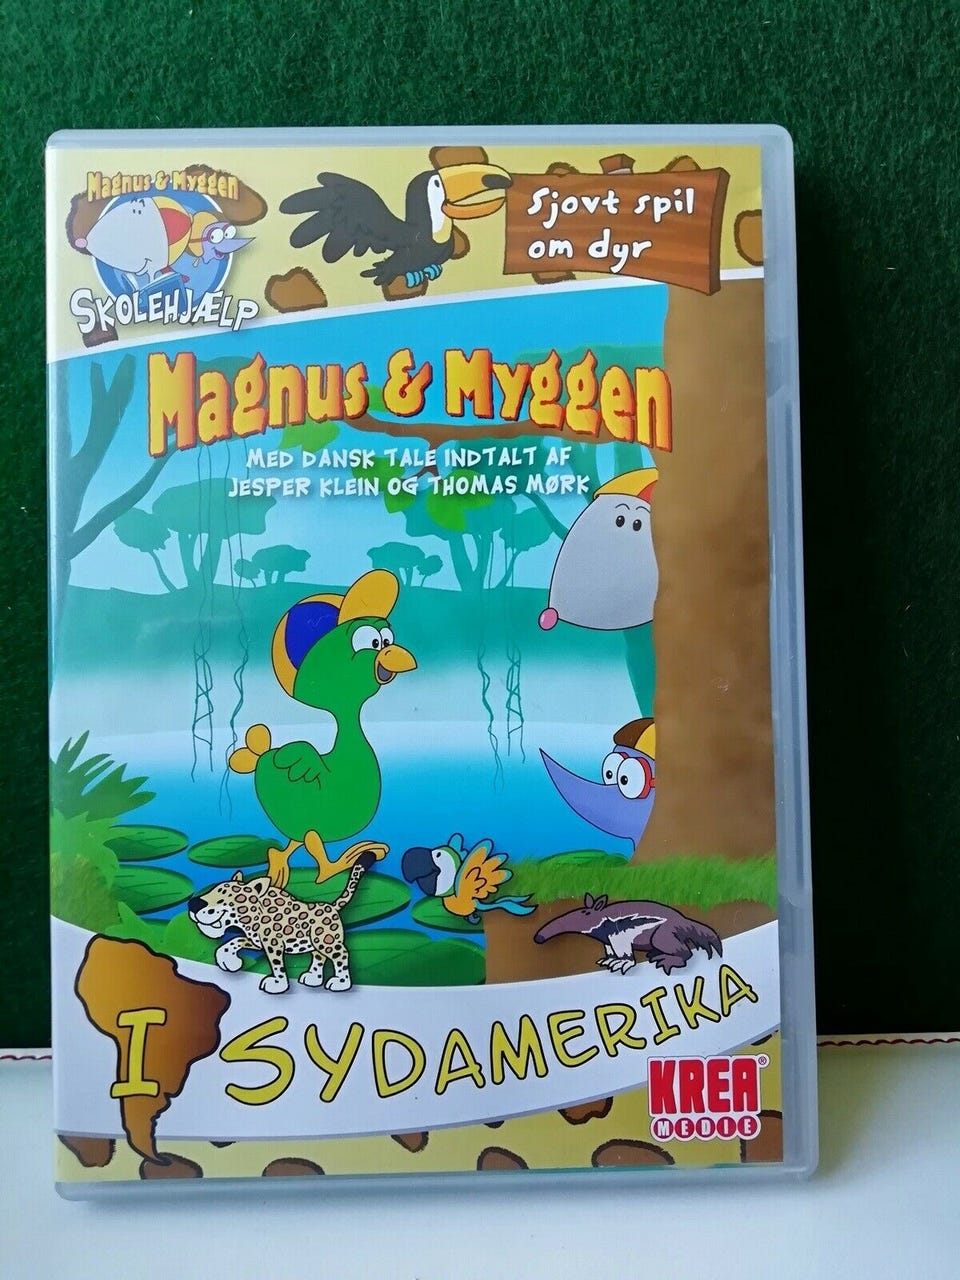 Magnus & Myggen
SKOLEHJÆLP
Sjovt spil
om dyr
Magnus & Myggen
MED DANSK TALE INDTALT AF
JESPER KLEIN OG THOMAS MØRK
I SYDAMERIKA
KREA®
MEDIE